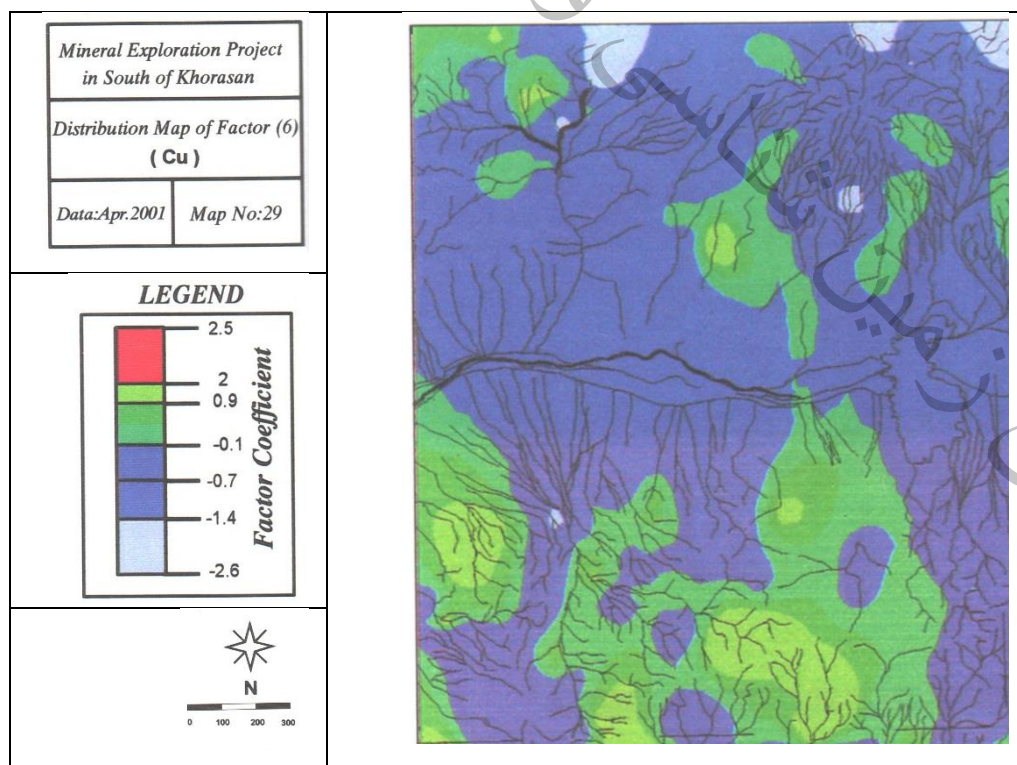 Mineral Exploration Project
in South of Khorasan
Distribution Map of Factor (6)
( Cu )
Data:Apr.2001
Map No:29
LEGEND
2.5
2
0.9
-0.1
-0.7
-1.4
-2.6
Factor Coefficient
N
0 100 200 300